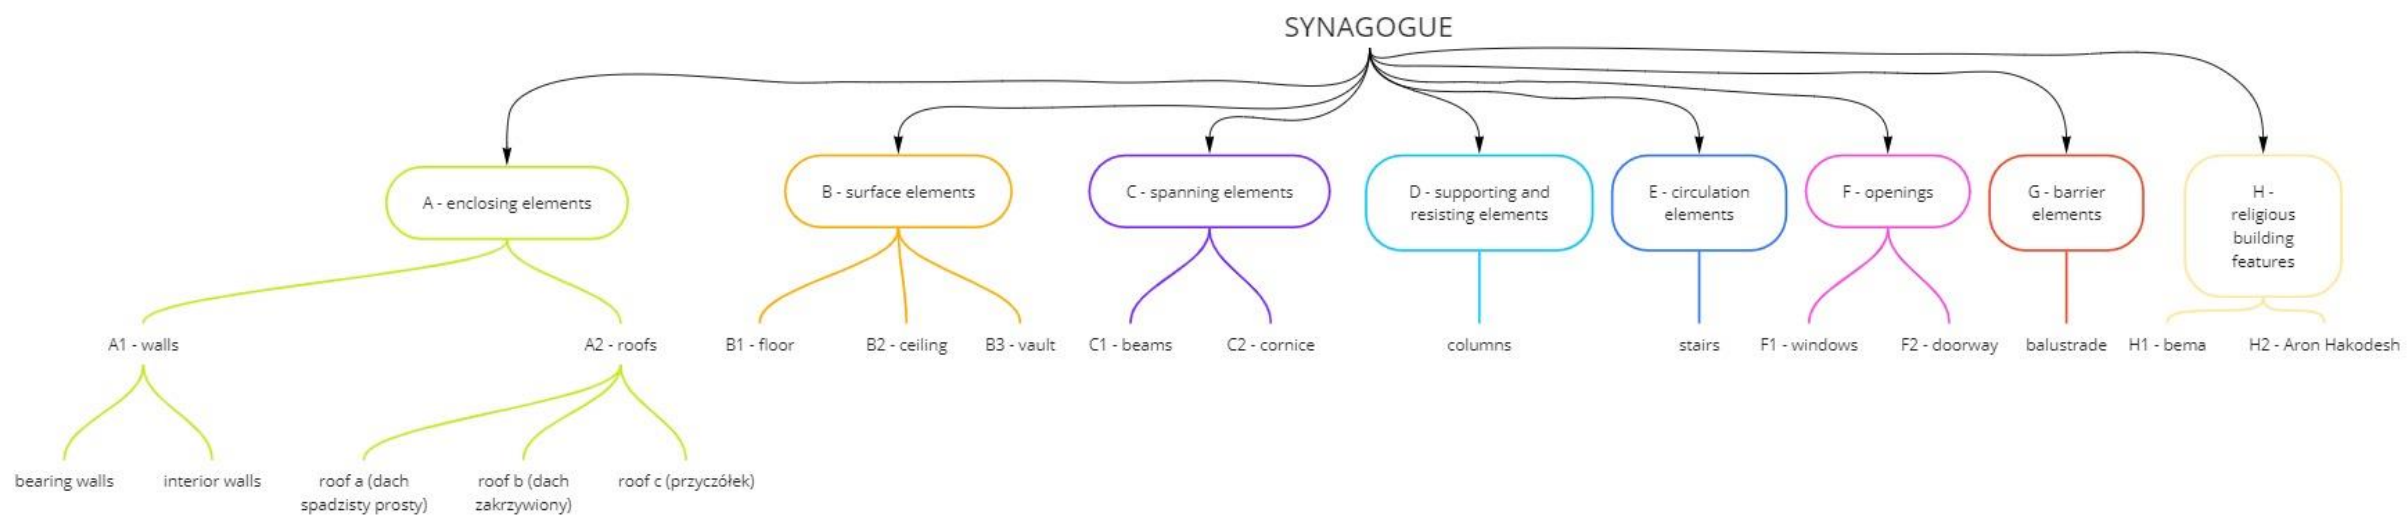 SYNAGOGUE
A - enclosing elements
B - surface elements
C - spanning elements
D - supporting and
resisting elements
E - circulation
elements
F - openings
G - barrier
elements
H -
religious
building
features
A1 - walls
A2 - roofs
B1 - floor
B2 - ceiling
B3 - vault
C1 - beams
C2 - cornice
columns
stairs
F1 - windows
F2 - doorway
balustrade
H1 - bema
H2 - Aron Hakodesh
bearing walls
interior walls
roof a (dach
spadzisty prosty)
roof b (dach
zakrzywiony)
roof c (przyczółek)